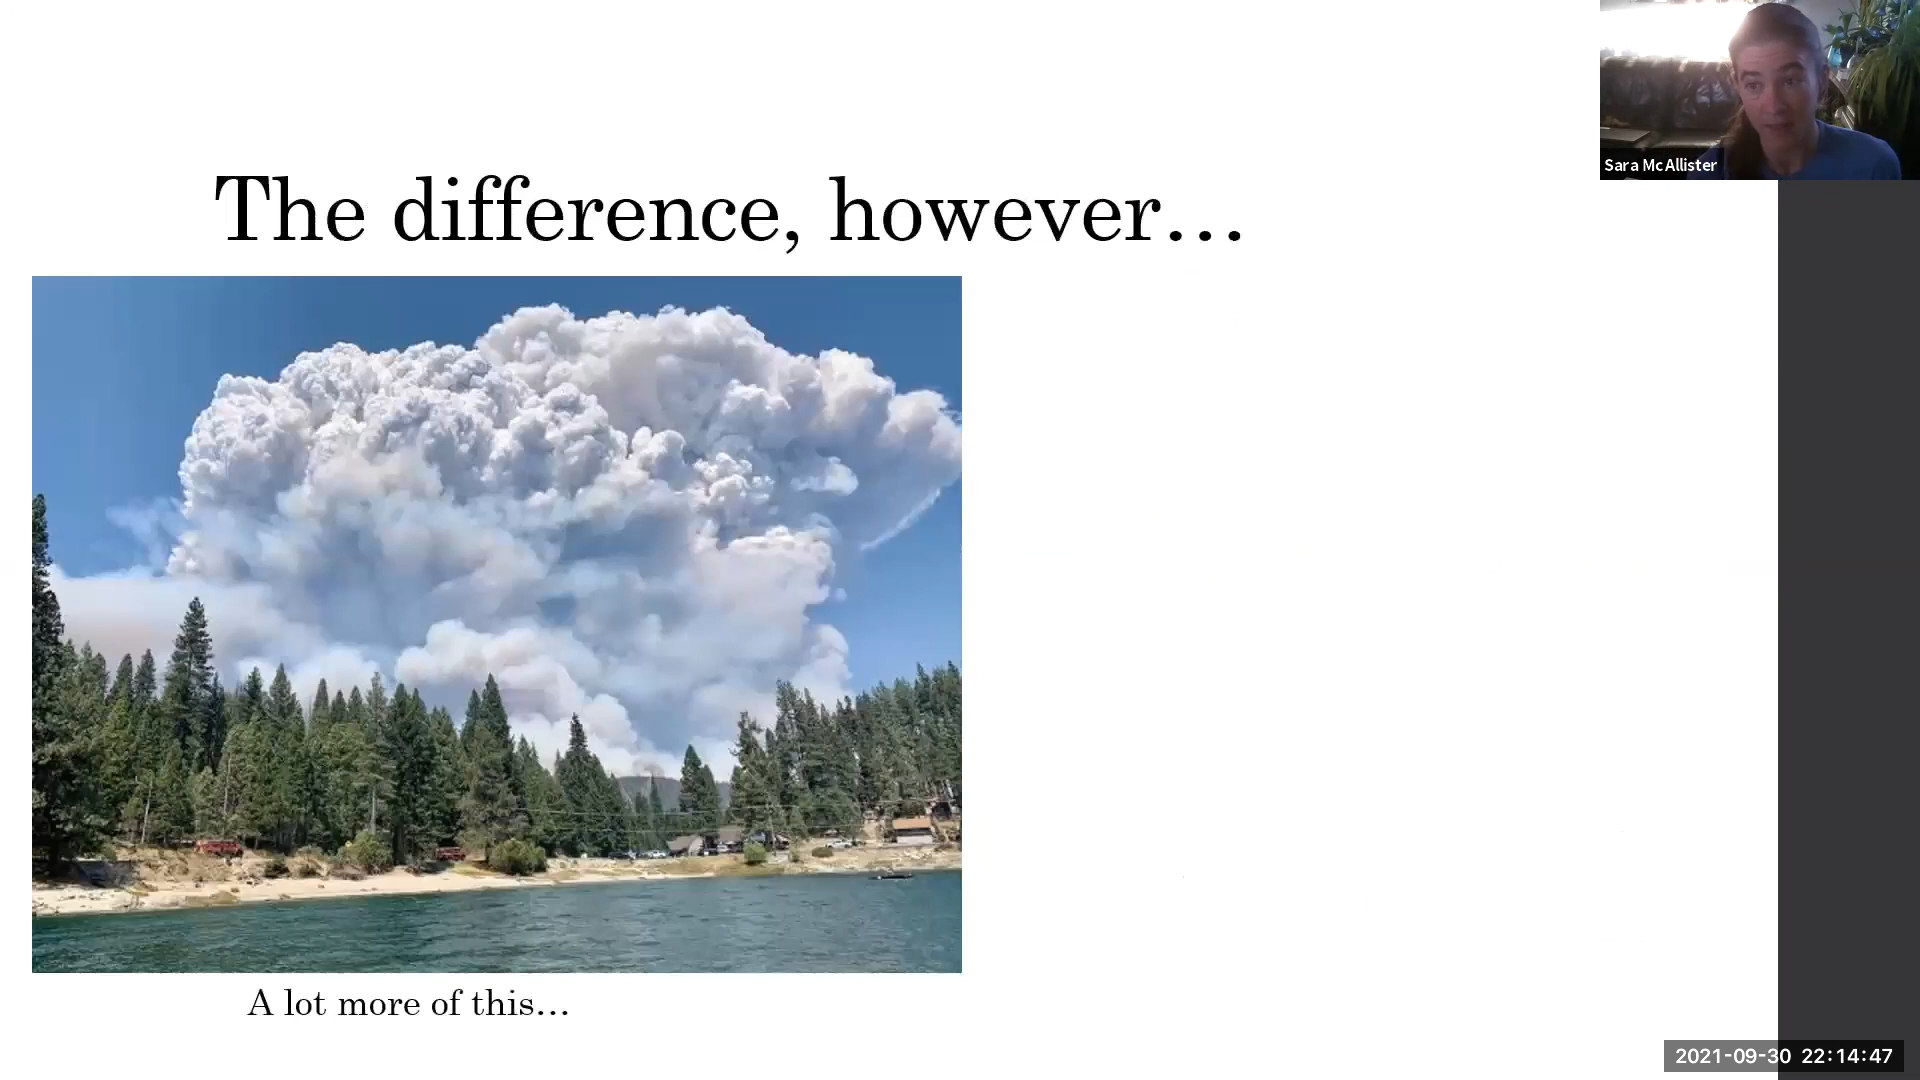 Sara McAllister
The difference, however…
A lot more of this…
2021-09-30 22:14:47